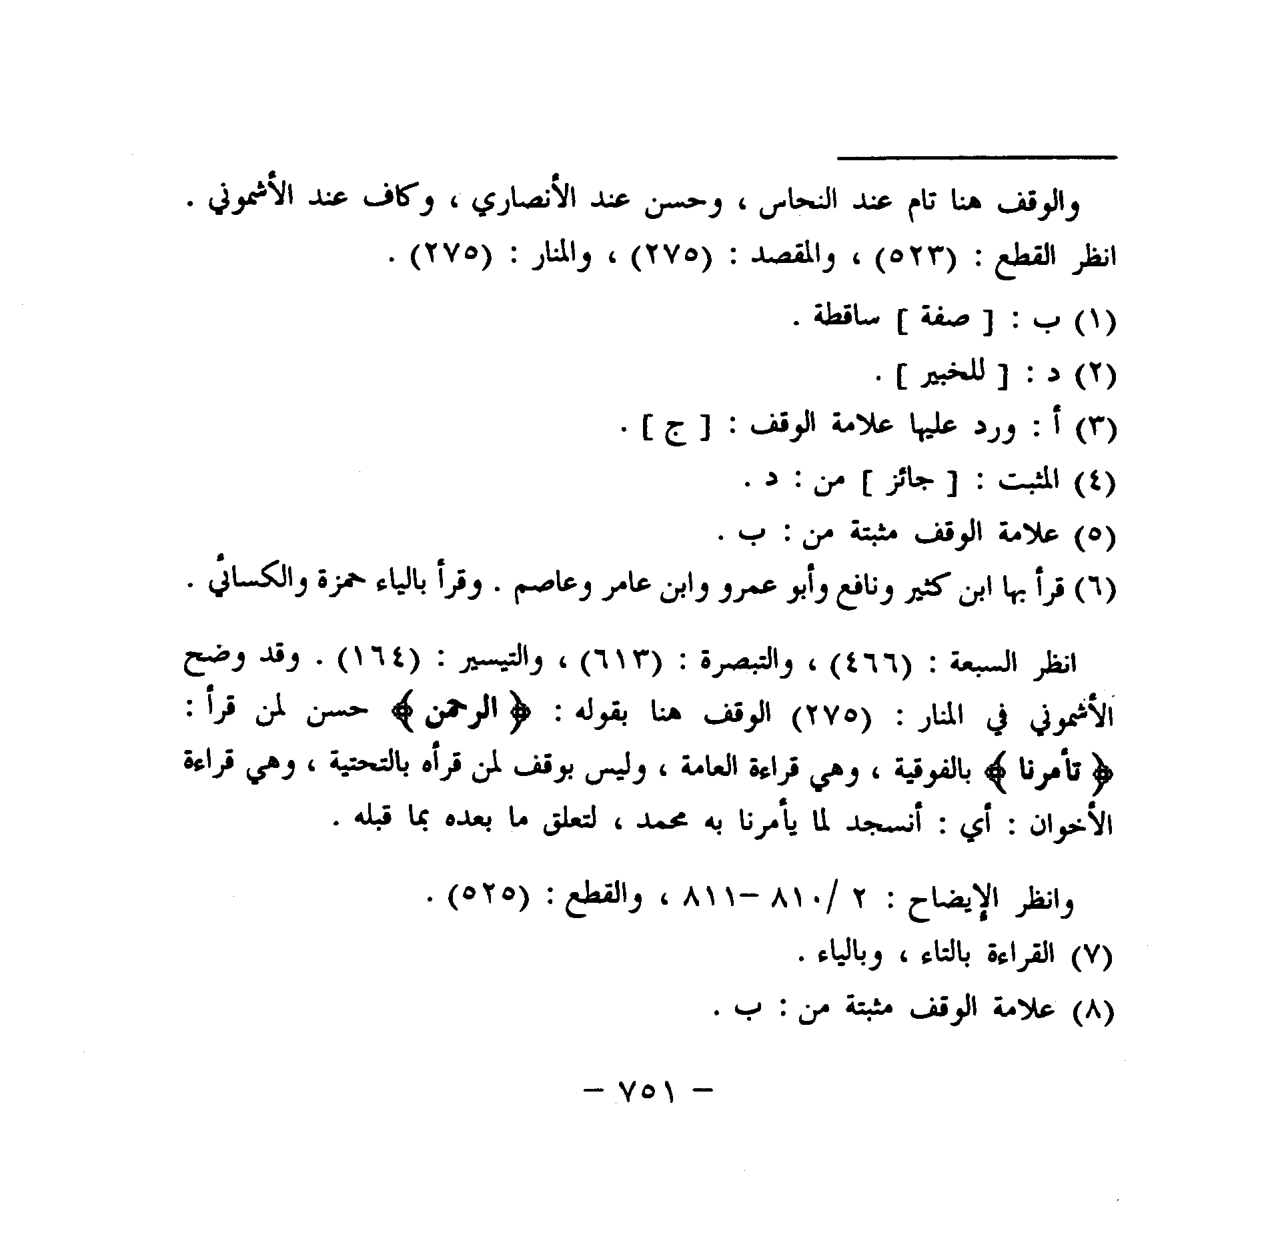 والوقف هنا تام عند النحاس ، وحسن عند الأنصاري ، وكاف عند الأشموني .
انظر القطع : (٥٢٣) ، والمقصد : (٢٧٥) ، والمنار : (٢٧٥) .
(١) ب : [ صفة ] ساقطة .
(٢) د : [ للخبير ] .
(٣) أ : ورد عليها علامة الوقف : [ ج ] .
(٤) المثبت : [ جائز ] من : د .
(٥) علامة الوقف مثبتة من : ب .
(٦) قرأ بها ابن كثير ونافع وأبو عمرو وابن عامر وعاصم . وقرأ بالياء حمزة والكسائي .
انظر السبعة : (٤٦٦) ، والتبصرة : (٦١٣) ، والتيسير : (١٦٤) . وقد وضح
الأشموني في المنار : (٢٧٥) الوقف هنا بقوله : ﴿ الرحمن ﴾ حسن لمن قرأ :
﴿ تأمرنا ﴾ بالفوقية ، وهي قراءة العامة ، وليس بوقف لمن قرأه بالتحتية ، وهي قراءة
الأخوان : أي : أنسجد لما يأمرنا به محمد ، لتعلق ما بعده بما قبله .
وانظر الإيضاح : ٢ /٨١٠ –٨١١ ، والقطع : (٥٢٥) .
(٧) القراءة بالتاء ، وبالياء .
(٨) علامة الوقف مثبتة من : ب .
– ٧٥١ –